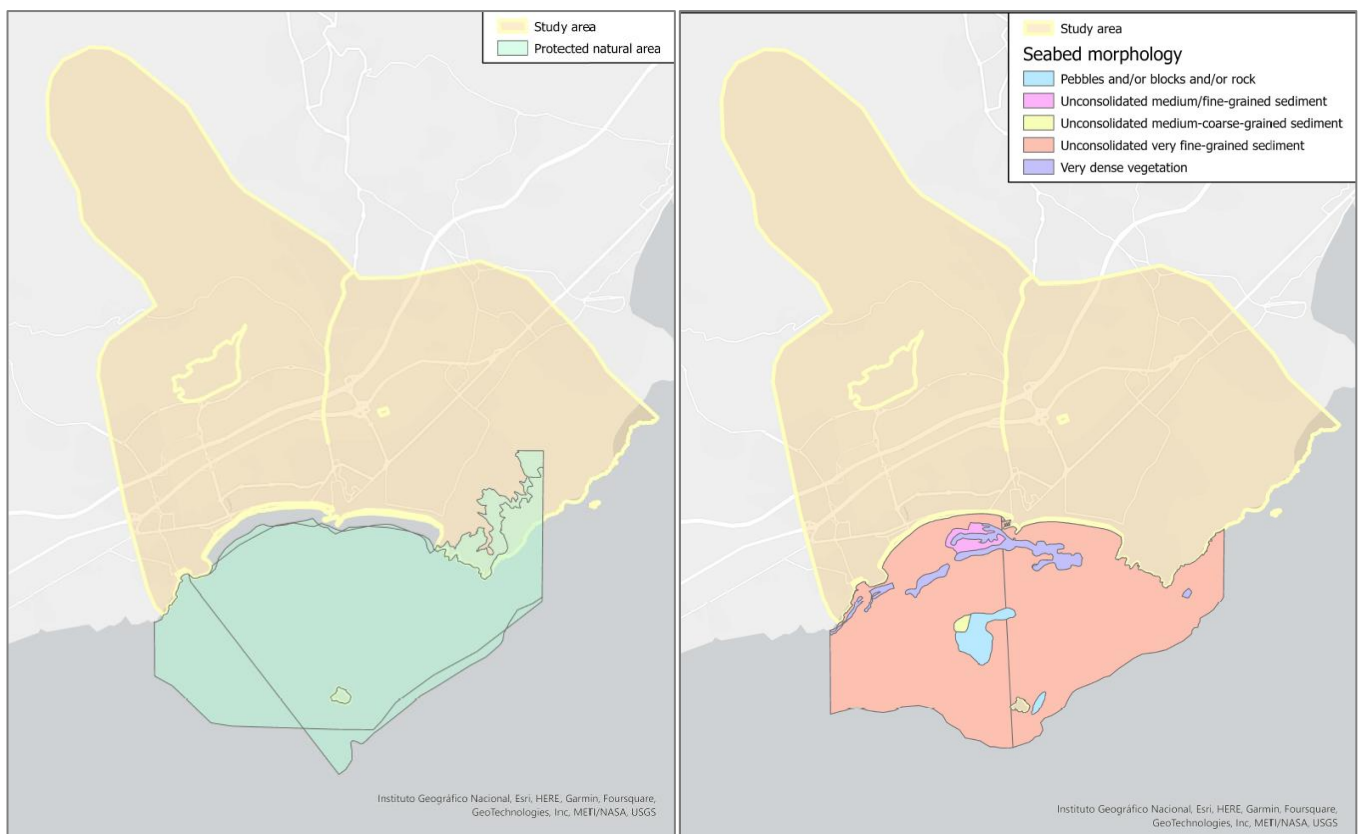 Study area
Protected natural area
Instituto Geográfico Nacional, Esri, HERE, Garmin, Foursquare,
GeoTechnologies, Inc, METI/NASA, USGS
Study area
Seabed morphology
Pebbles and/or blocks and/or rock
Unconsolidated medium/fine-grained sediment
Unconsolidated medium-coarse-grained sediment
Unconsolidated very fine-grained sediment
Very dense vegetation
Instituto Geográfico Nacional, Esri, HERE, Garmin, Foursquare,
GeoTechnologies, Inc, METI/NASA, USGS